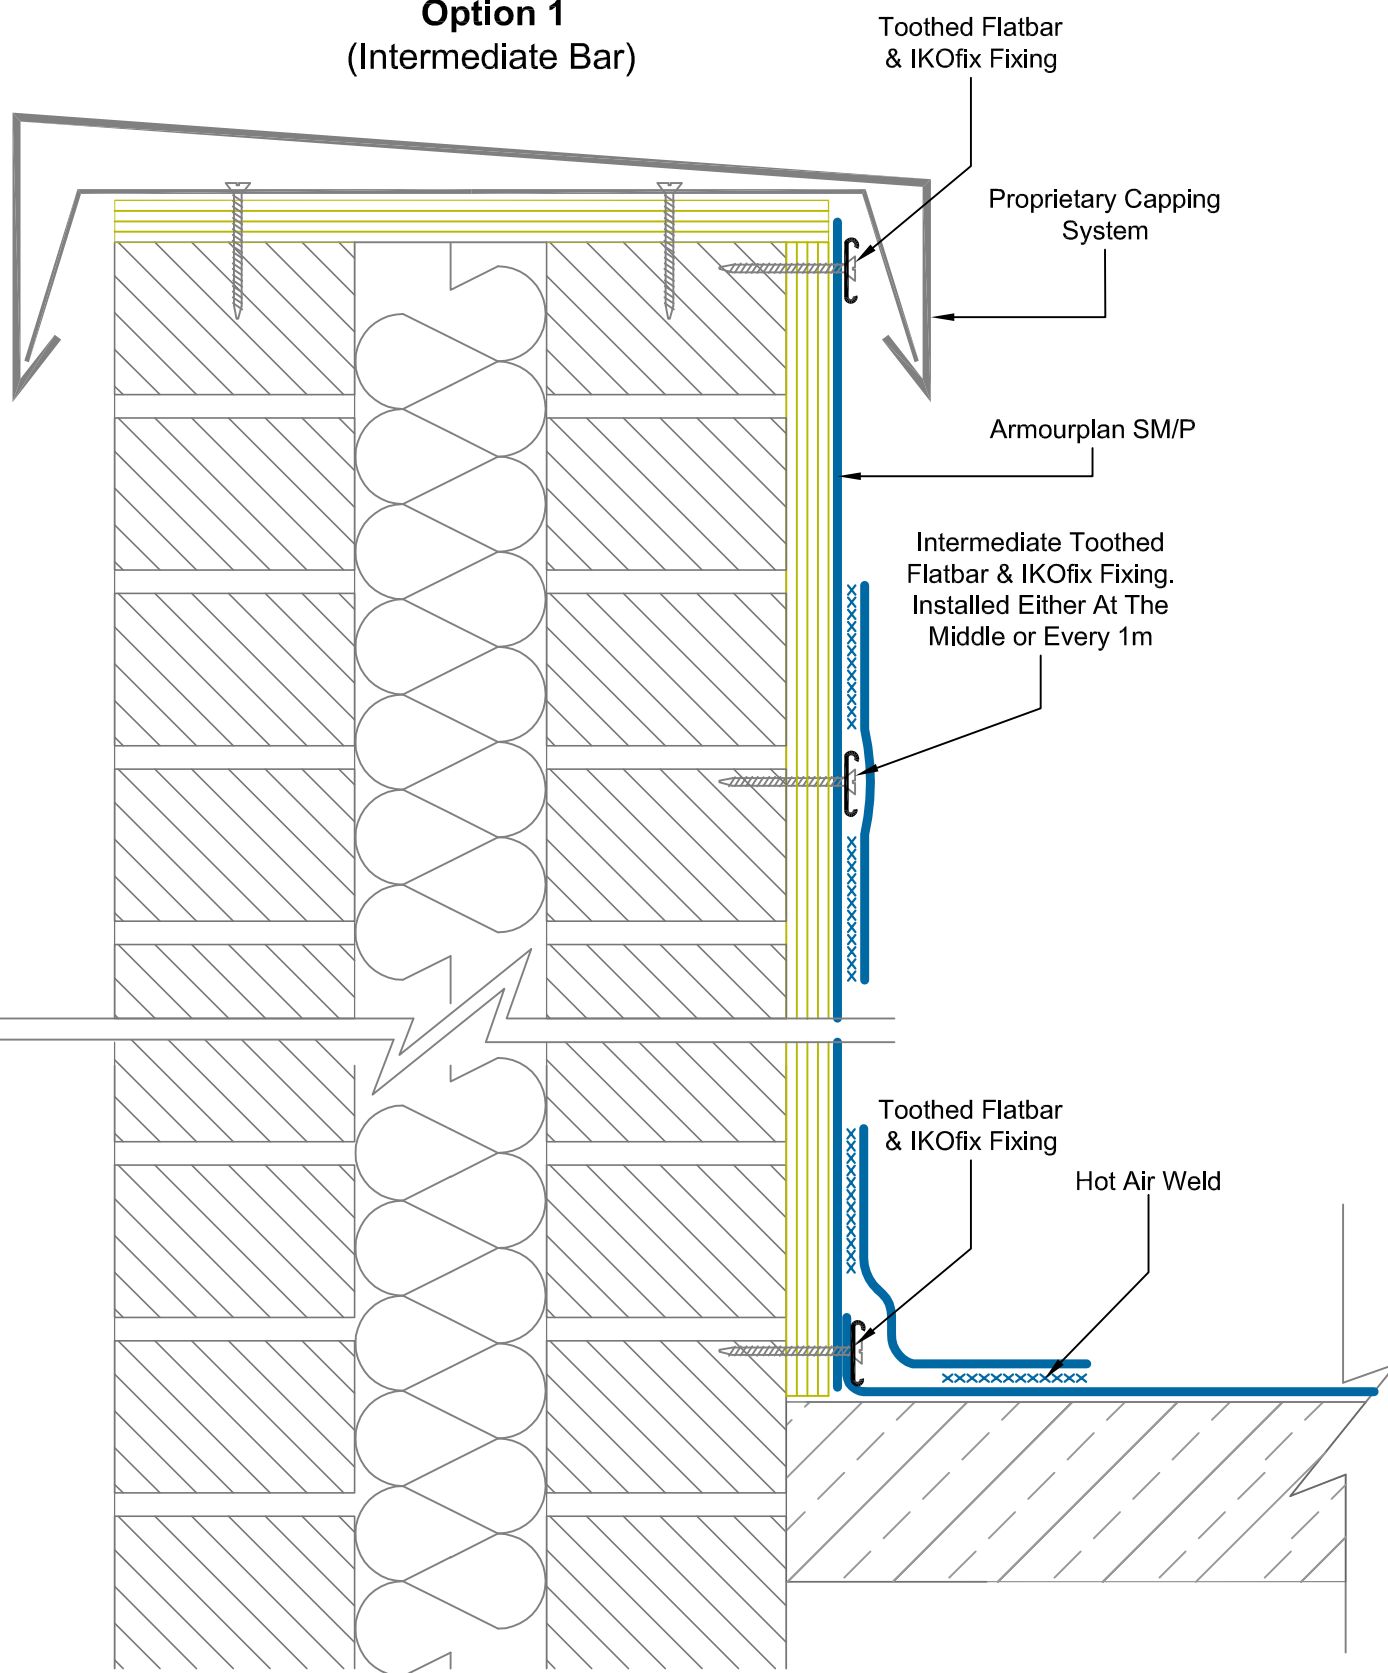 Option 1
(Intermediate Bar)
Toothed Flatbar
& IKOfix Fixing
Proprietary Capping
System
Armourplan SM/P
Intermediate Toothed
Flatbar & IKOfix Fixing.
Installed Either At The
Middle or Every 1m
Toothed Flatbar
& IKOfix Fixing
Hot Air Weld